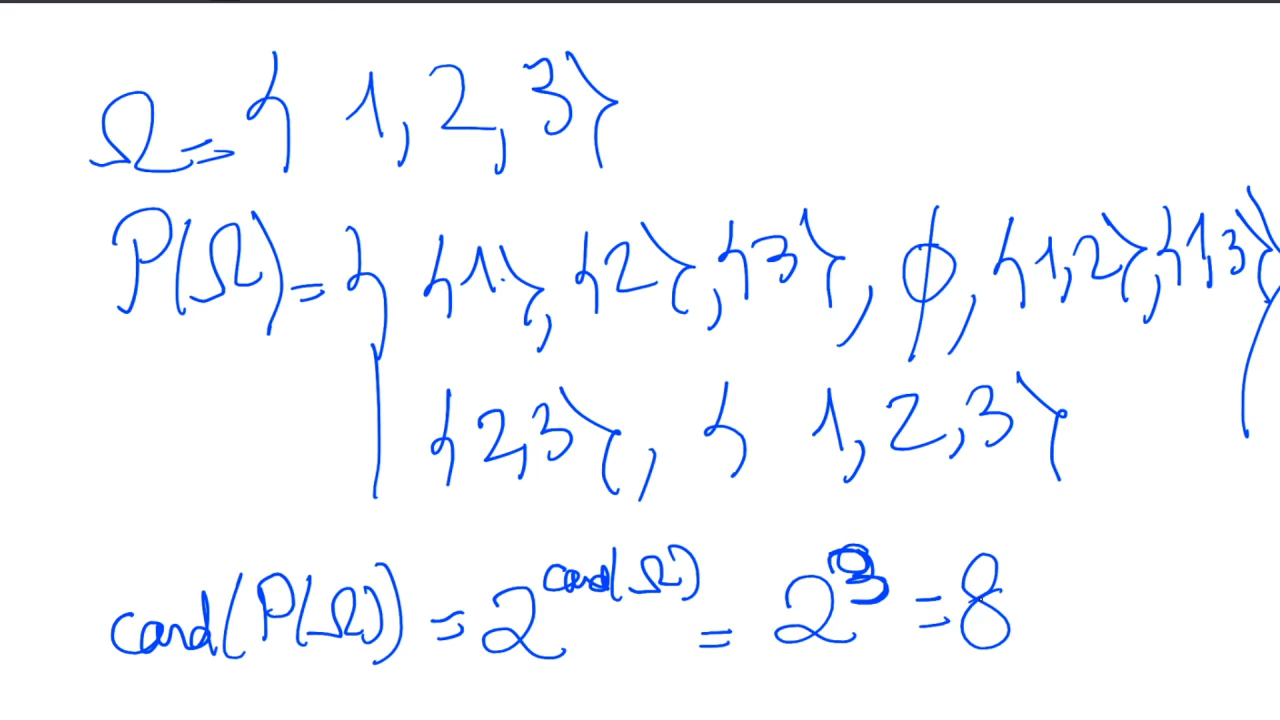 Ω = { 1, 2, 3}
P(Ω) = { {1}, {2}, {3}, ϕ, {1,2}, {1,3}
{2,3}, { 1, 2, 3} }
card(P(Ω)) = 2^card(Ω) = 2^3 = 8